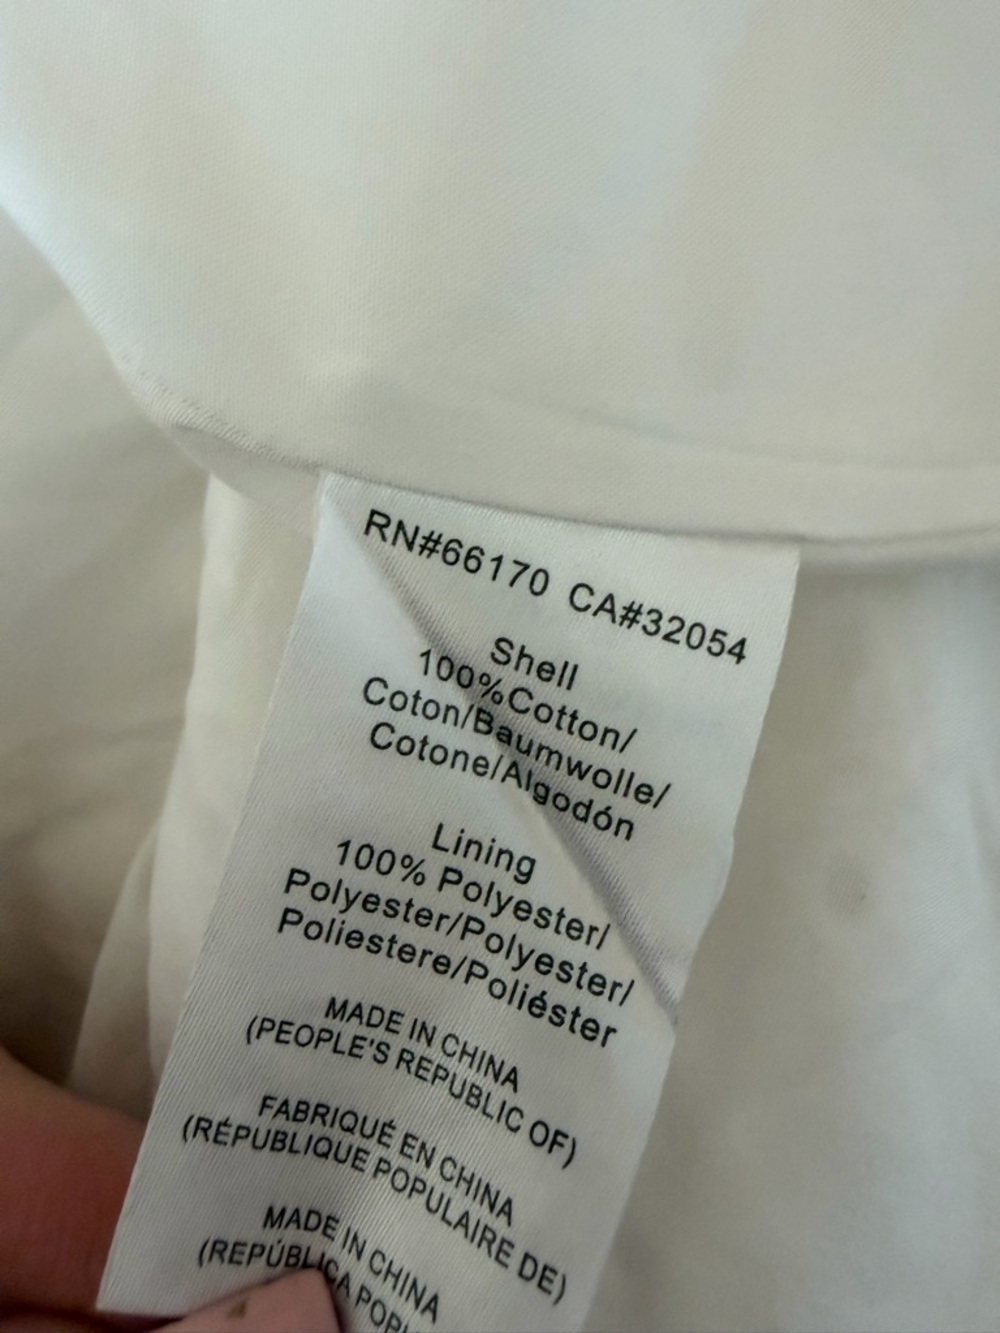 RN#66170 CA#32054
Shell
100%Cotton/
Coton/Baumwolle/
Cotone/Algodón
Lining
100% Polyester/
Polyester/Polyester/
Poliestere/Poliéster
MADE IN CHINA
(PEOPLE'S REPUBLIC OF)
FABRIQUÉ EN CHINA
(RÉPUBLIQUE POPULAIRE DE)
MADE IN CHINA
(REPÚBLICA